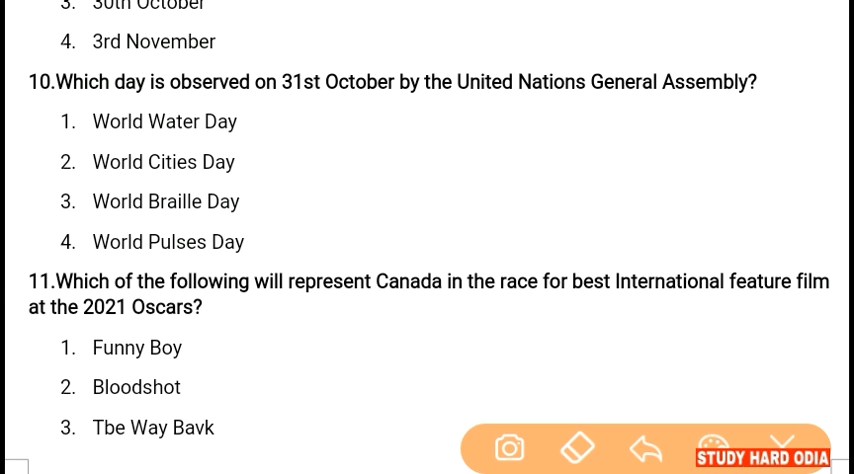 3. 30th October
4. 3rd November
10.Which day is observed on 31st October by the United Nations General Assembly?
1. World Water Day
2. World Cities Day
3. World Braille Day
4. World Pulses Day
11.Which of the following will represent Canada in the race for best International feature film
at the 2021 Oscars?
1. Funny Boy
2. Bloodshot
3. Tbe Way Bavk
STUDY HARD ODIA